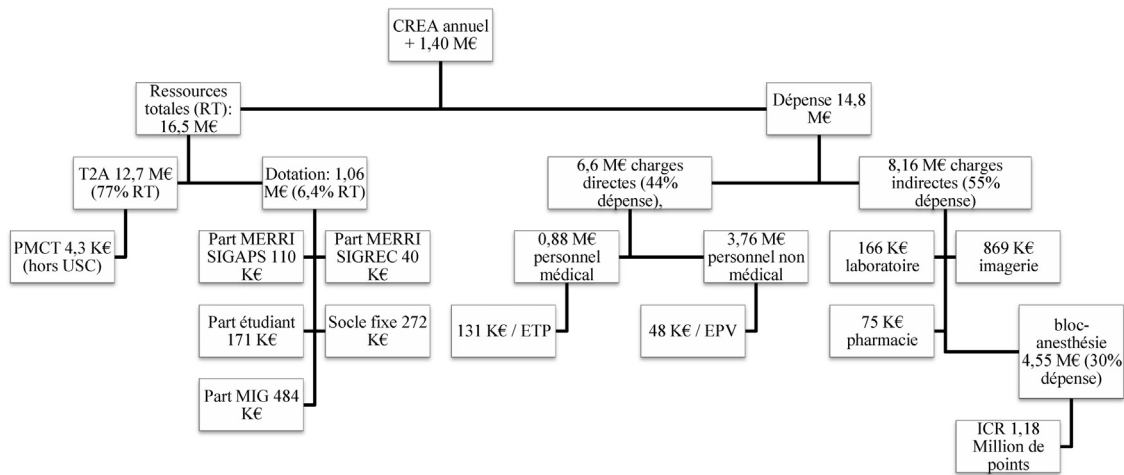 CREA annuel
+ 1,40 M€
Ressources
totales (RT):
16,5 M€
Dépense 14,8
M€
T2A 12,7 M€
(77% RT)
Dotation: 1,06
M€ (6,4% RT)
6,6 M€ charges
directes (44%
dépense),
8,16 M€ charges
indirectes (55%
dépense)
PMCT 4,3 K€
(hors USC)
Part MERRI
SIGAPS 110
K€
Part MERRI
SIGREC 40
K€
0,88 M€
personnel
médical
3,76 M€
personnel non
médical
166 K€
laboratoire
869 K€
imagerie
Part étudiant
171 K€
Socle fixe 272
K€
131 K€ / ETP
48 K€ / EPV
75 K€
pharmacie
bloc-
anesthésie
4,55 M€ (30%
dépense)
Part MIG 484
K€
ICR 1,18
Million de
points